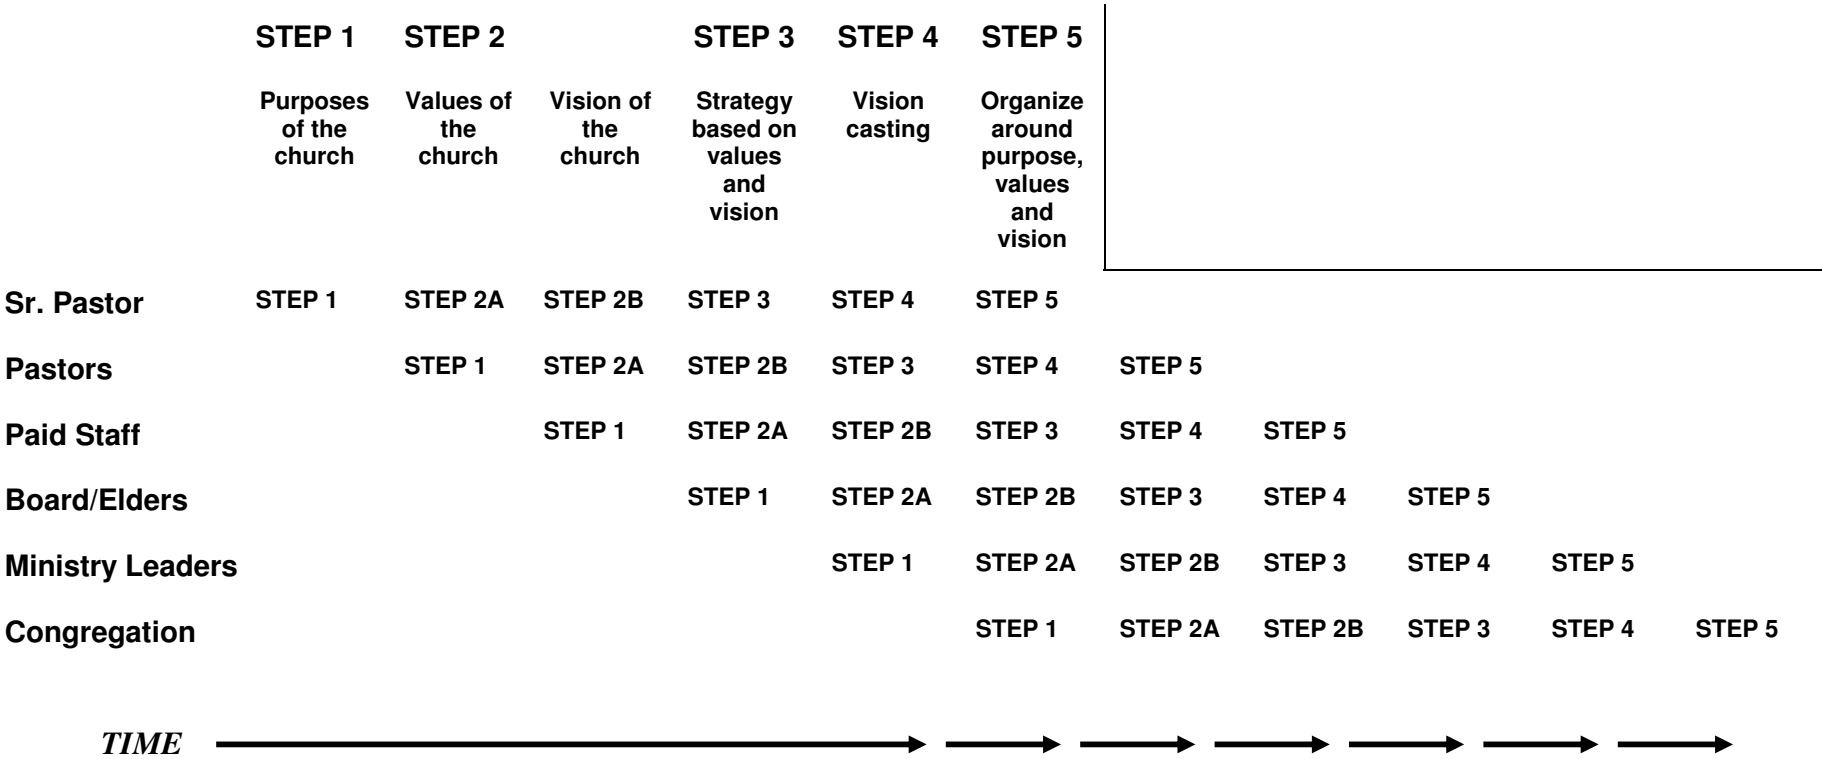 STEP 1 STEP 2 STEP 3 STEP 4 STEP 5
Purposes Values of Vision of Strategy Vision Organize
of the the the based on casting around
church church church values purpose,
and values
vision and
vision
Sr. Pastor STEP 1 STEP 2A STEP 2B STEP 3 STEP 4 STEP 5
Pastors STEP 1 STEP 2A STEP 2B STEP 3 STEP 4 STEP 5
Paid Staff STEP 1 STEP 2A STEP 2B STEP 3 STEP 4 STEP 5
Board/Elders STEP 1 STEP 2A STEP 2B STEP 3 STEP 4 STEP 5
Ministry Leaders STEP 1 STEP 2A STEP 2B STEP 3 STEP 4 STEP 5
Congregation STEP 1 STEP 2A STEP 2B STEP 3 STEP 4 STEP 5
TIME